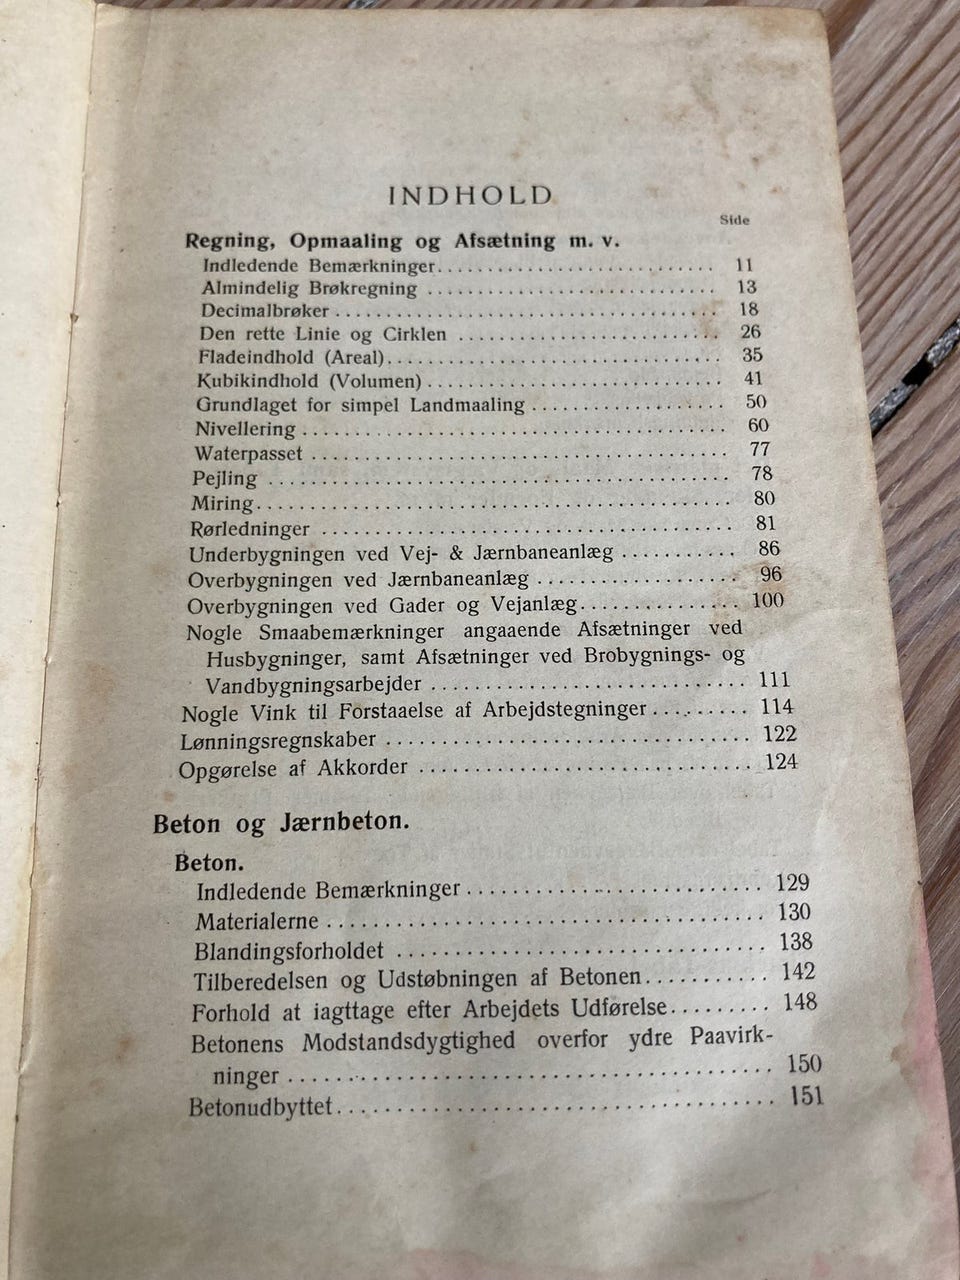 INDHOLD
Side
Regning, Opmaaling og Afsætning m. v.
Indledende Bemærkninger........................... 11
Almindelig Brøkregning ........................... 13
Decimalbrøker ........................... 18
Den rette Linie og Cirklen ........................... 26
Fladeindhold (Areal)........................... 35
Kubikindhold (Volumen) ........................... 41
Grundlaget for simpel Landmaaling ................... 50
Nivellering ........................... 60
Waterpasset ........................... 77
Pejling ........................... 78
Miring........................... 80
Rørledninger ........................... 81
Underbygningen ved Vej- & Jærnbaneanlæg ........... 86
Overbygningen ved Jærnbaneanlæg ................... 96
Overbygningen ved Gader og Vejanlæg............... 100
Nogle Smaabemærkninger angaaende Afsætninger ved
Husbygninger, samt Afsætninger ved Brobygnings- og
Vandbygningsarbejder ........................... 111
Nogle Vink til Forstaaelse af Arbejdstegninger ......... 114
Lønningsregnskaber ........................... 122
Opgørelse af Akkorder ........................... 124
Beton og Jærnbeton.
Beton.
Indledende Bemærkninger ........................... 129
Materialerne ........................... 130
Blandingsforholdet ........................... 138
Tilberedelsen og Udstøbningen af Betonen........... 142
Forhold at iagttage efter Arbejdets Udførelse......... 148
Betonens Modstandsdygtighed overfor ydre Paavirk-
ninger ........................... 150
Betonudbyttet........................... 151